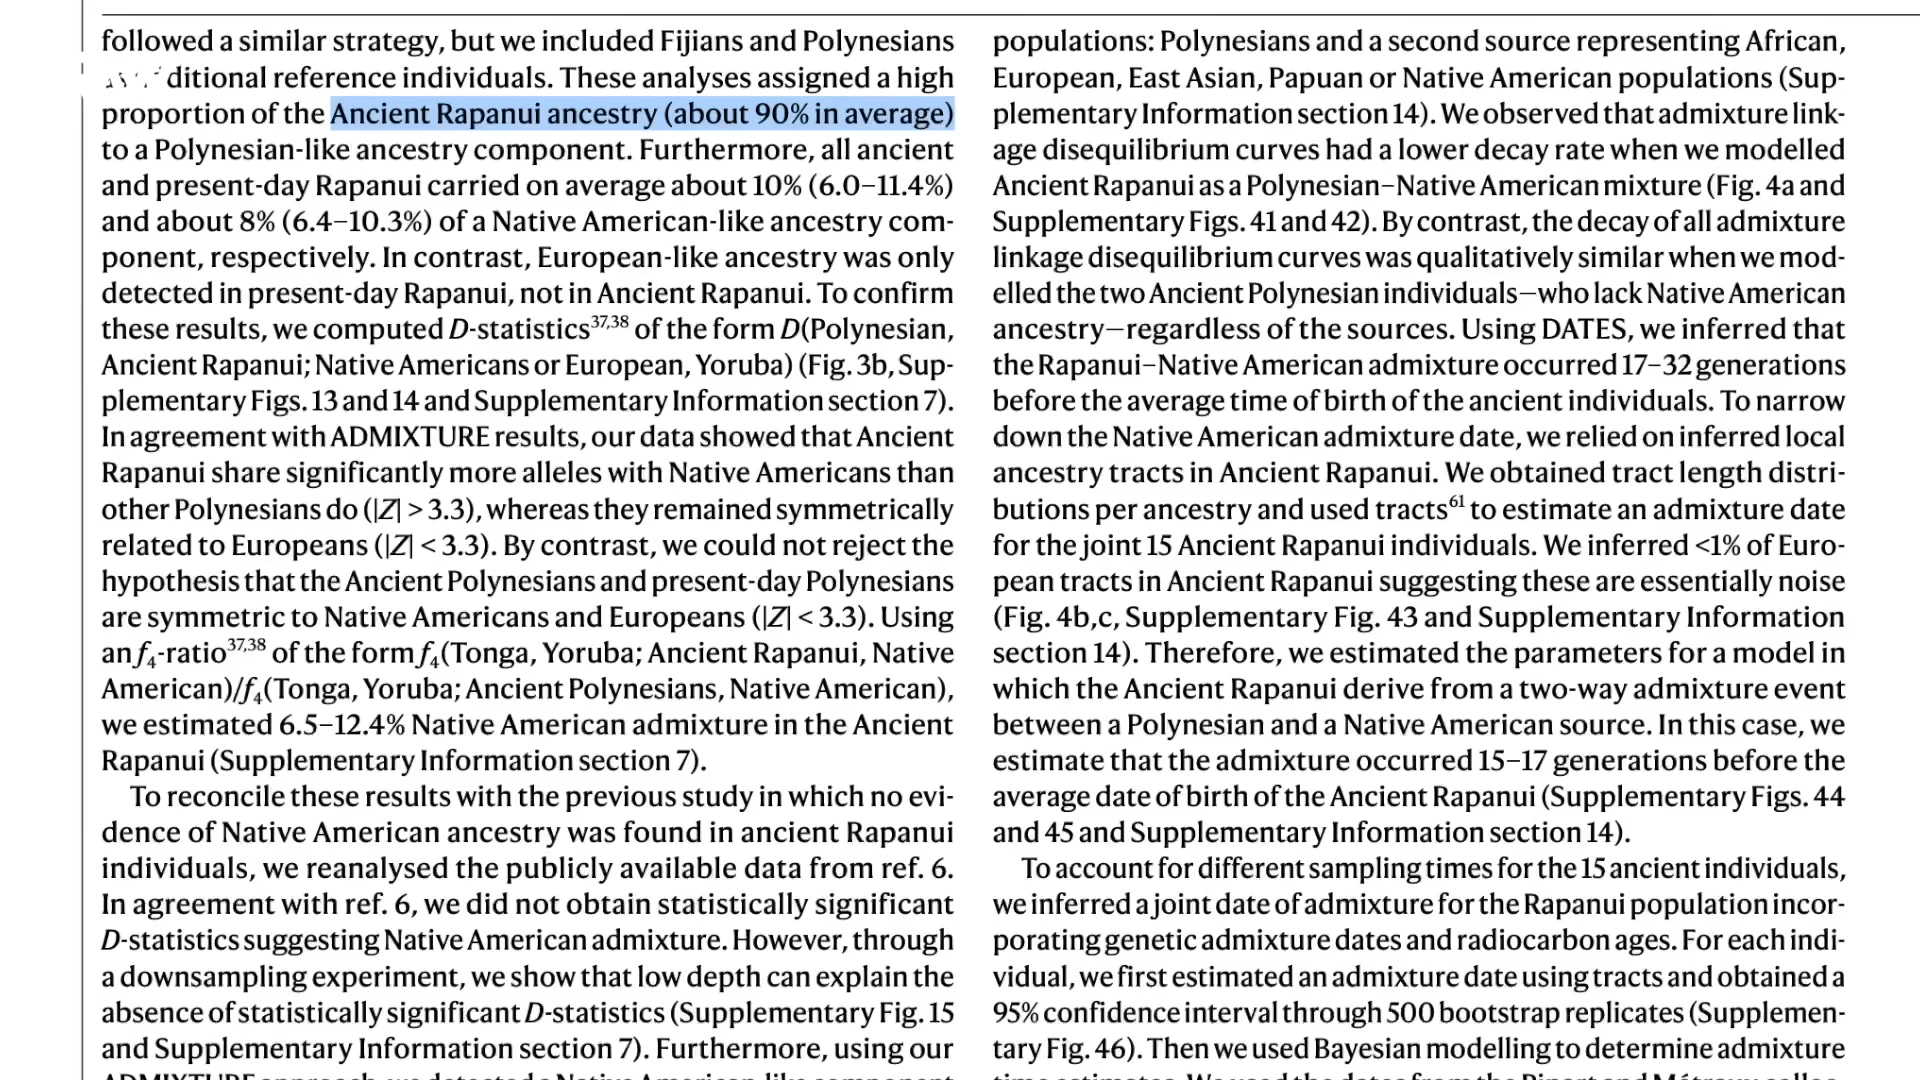 followed a similar strategy, but we included Fijians and Polynesians
ditional reference individuals. These analyses assigned a high
proportion of the Ancient Rapanui ancestry (about 90% in average)
to a Polynesian-like ancestry component. Furthermore, all ancient
and present-day Rapanui carried on average about 10% (6.0–11.4%)
and about 8% (6.4–10.3%) of a Native American-like ancestry com-
ponent, respectively. In contrast, European-like ancestry was only
detected in present-day Rapanui, not in Ancient Rapanui. To confirm
these results, we computed D-statistics37,38 of the form D(Polynesian,
Ancient Rapanui; Native Americans or European, Yoruba) (Fig. 3b, Sup-
plementary Figs. 13 and 14 and Supplementary Information section 7).
In agreement with ADMIXTURE results, our data showed that Ancient
Rapanui share significantly more alleles with Native Americans than
other Polynesians do (|Z| > 3.3), whereas they remained symmetrically
related to Europeans (|Z| < 3.3). By contrast, we could not reject the
hypothesis that the Ancient Polynesians and present-day Polynesians
are symmetric to Native Americans and Europeans (|Z| < 3.3). Using
an f4-ratio37,38 of the form f4(Tonga, Yoruba; Ancient Rapanui, Native
American)/f4(Tonga, Yoruba; Ancient Polynesians, Native American),
we estimated 6.5–12.4% Native American admixture in the Ancient
Rapanui (Supplementary Information section 7).
To reconcile these results with the previous study in which no evi-
dence of Native American ancestry was found in ancient Rapanui
individuals, we reanalysed the publicly available data from ref. 6.
In agreement with ref. 6, we did not obtain statistically significant
D-statistics suggesting Native American admixture. However, through
a downsampling experiment, we show that low depth can explain the
absence of statistically significant D-statistics (Supplementary Fig. 15
and Supplementary Information section 7). Furthermore, using our
populations: Polynesians and a second source representing African,
European, East Asian, Papuan or Native American populations (Sup-
plementary Information section 14). We observed that admixture link-
age disequilibrium curves had a lower decay rate when we modelled
Ancient Rapanui as a Polynesian–Native American mixture (Fig. 4a and
Supplementary Figs. 41 and 42). By contrast, the decay of all admixture
linkage disequilibrium curves was qualitatively similar when we mod-
elled the two Ancient Polynesian individuals—who lack Native American
ancestry—regardless of the sources. Using DATES, we inferred that
the Rapanui–Native American admixture occurred 17–32 generations
before the average time of birth of the ancient individuals. To narrow
down the Native American admixture date, we relied on inferred local
ancestry tracts in Ancient Rapanui. We obtained tract length distri-
butions per ancestry and used tracts61 to estimate an admixture date
for the joint 15 Ancient Rapanui individuals. We inferred <1% of Euro-
pean tracts in Ancient Rapanui suggesting these are essentially noise
(Fig. 4b,c, Supplementary Fig. 43 and Supplementary Information
section 14). Therefore, we estimated the parameters for a model in
which the Ancient Rapanui derive from a two-way admixture event
between a Polynesian and a Native American source. In this case, we
estimate that the admixture occurred 15–17 generations before the
average date of birth of the Ancient Rapanui (Supplementary Figs. 44
and 45 and Supplementary Information section 14).
To account for different sampling times for the 15 ancient individuals,
we inferred a joint date of admixture for the Rapanui population incor-
porating genetic admixture dates and radiocarbon ages. For each indi-
vidual, we first estimated an admixture date using tracts and obtained a
95% confidence interval through 500 bootstrap replicates (Supplemen-
tary Fig. 46). Then we used Bayesian modelling to determine admixture